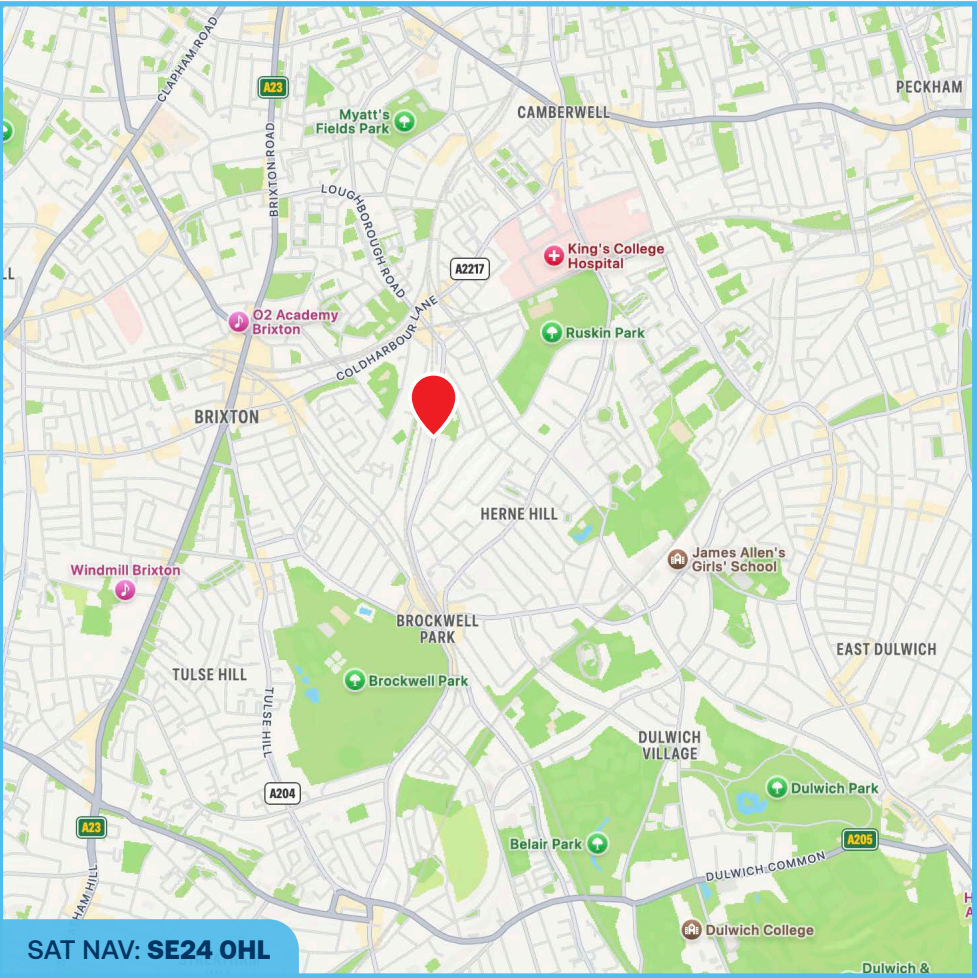 CLAPHAM ROAD
PECKHAM
A23
CAMBERWELL
Myatt's
Fields Park
BRIXTON ROAD
LOUGHBOROUGH ROAD
King's College
Hospital
A2217
LL
O2 Academy
Brixton
Ruskin Park
COLDHARBOUR LANE
BRIXTON
HERNE HILL
James Allen's
Girls' School
Windmill Brixton
BROCKWELL
PARK
EAST DULWICH
TULSE HILL
Brockwell Park
TULSE HILL
DULWICH
VILLAGE
A204
Dulwich Park
A23
Belair Park
A205
DULWICH COMMON
HAM HILL
H
A
Dulwich College
SAT NAV: SE24 0HL
Dulwich &